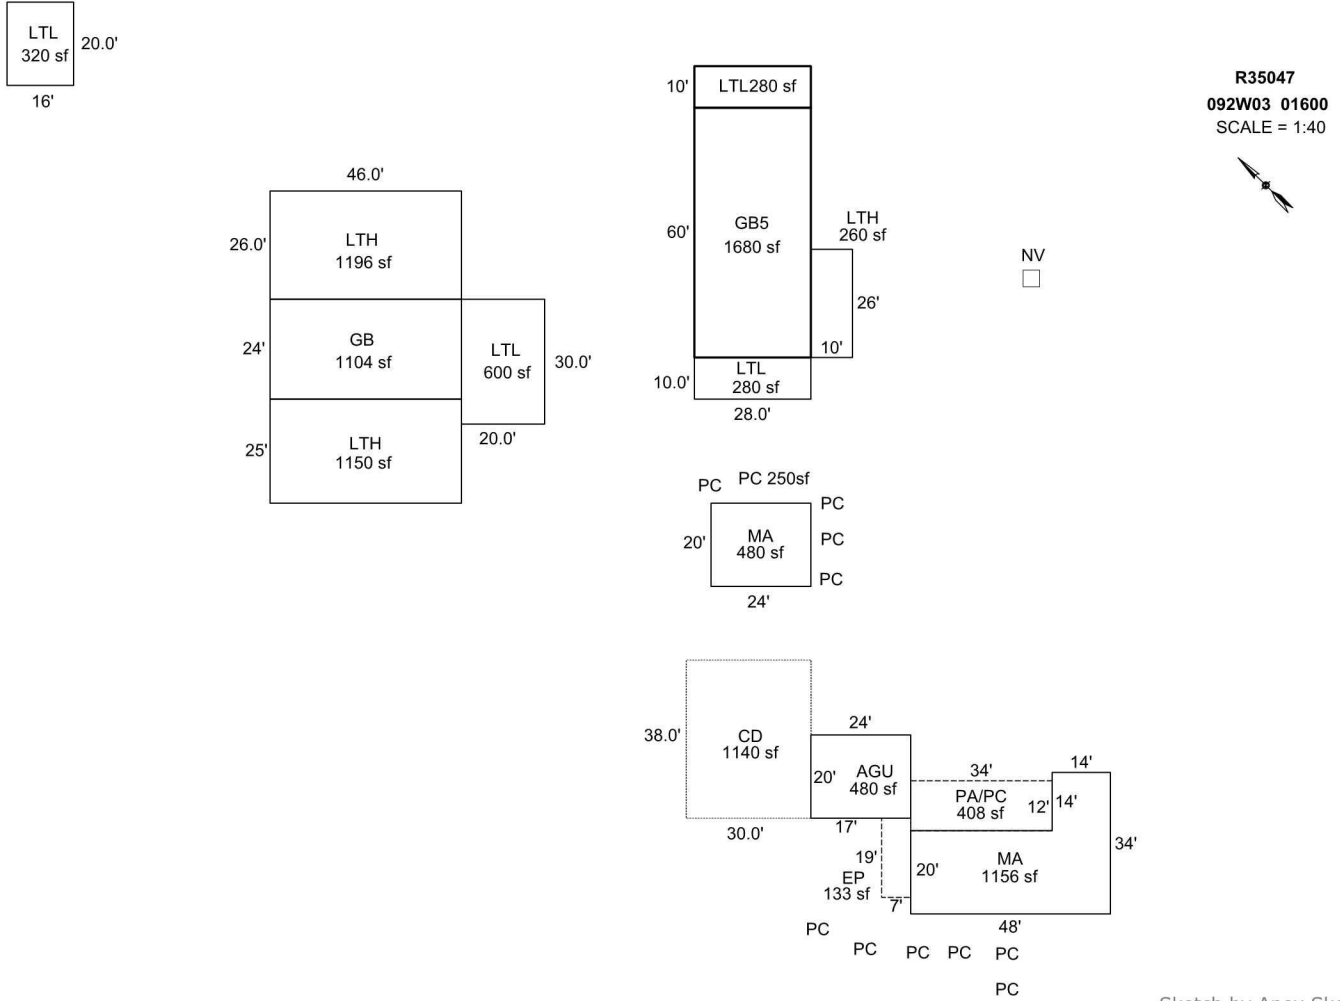 LTL
320 sf
20.0'
16'
R35047
092W03 01600
SCALE = 1:40
46.0'
26.0'
LTH
1196 sf
24'
GB
1104 sf
LTL
600 sf
30.0'
20.0'
25'
LTH
1150 sf
10'
LTL280 sf
60'
GB5
1680 sf
LTH
260 sf
26'
10'
LTL
280 sf
10.0'
28.0'
NV
PC
PC 250sf
PC
20'
MA
480 sf
PC
PC
24'
38.0'
CD
1140 sf
30.0'
24'
20'
AGU
480 sf
17'
34'
PA/PC
408 sf
12'
14'
14'
34'
19'
EP
133 sf
7'
20'
MA
1156 sf
48'
PC
PC
PC
PC
PC
PC
Sketch by Apex